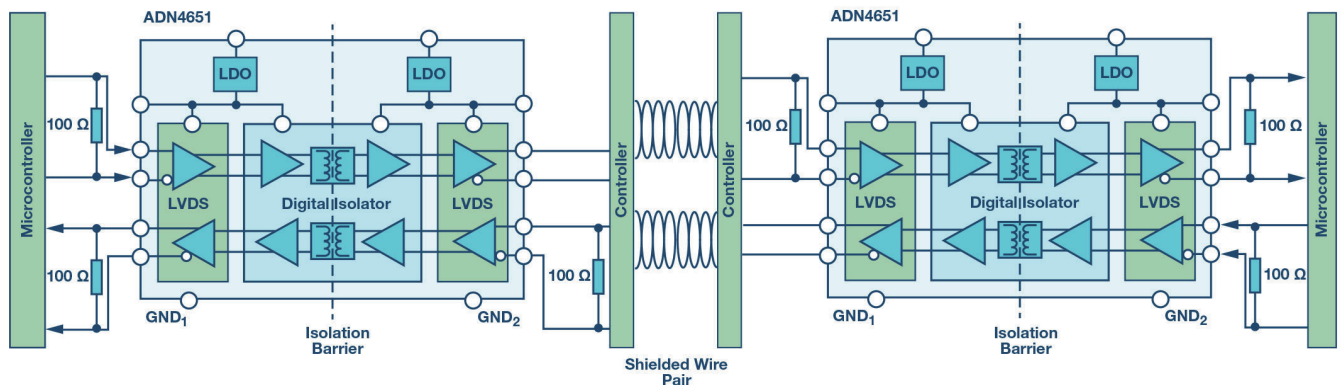 ADN4651
ADN4651
LDO
LDO
LDO
LDO
100 Ω
100 Ω
100 Ω
Microcontroller
Controller
Controller
Microcontroller
LVDS
Digital Isolator
LVDS
LVDS
Digital Isolator
LVDS
100 Ω
100 Ω
100 Ω
GND1
GND2
GND1
GND2
Isolation
Barrier
Isolation
Barrier
Shielded Wire
Pair